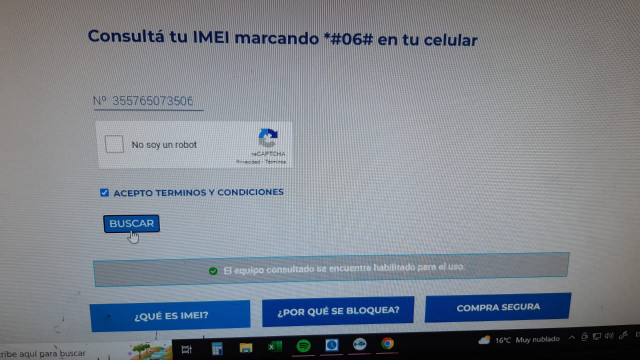 Consultá tu IMEI marcando *#06# en tu celular
Nº 355765073506
No soy un robot
reCAPTCHA
Privacidad - Términos
ACEPTO TERMINOS Y CONDICIONES
BUSCAR
El equipo consultado se encuentra habilitado para el uso.
¿QUÉ ES IMEI?
¿POR QUÉ SE BLOQUEA?
COMPRA SEGURA
ribe aquí para buscar
16°C Muy nublado